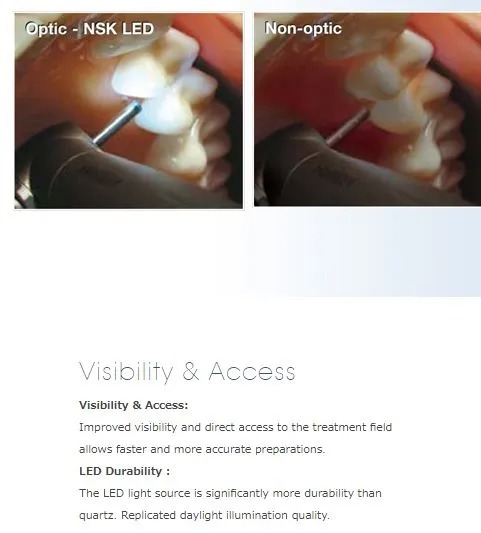 Optic - NSK LED
Non-optic
Visibility & Access
Visibility & Access:
Improved visibility and direct access to the treatment field
allows faster and more accurate preparations.
LED Durability :
The LED light source is significantly more durability than
quartz. Replicated daylight illumination quality.